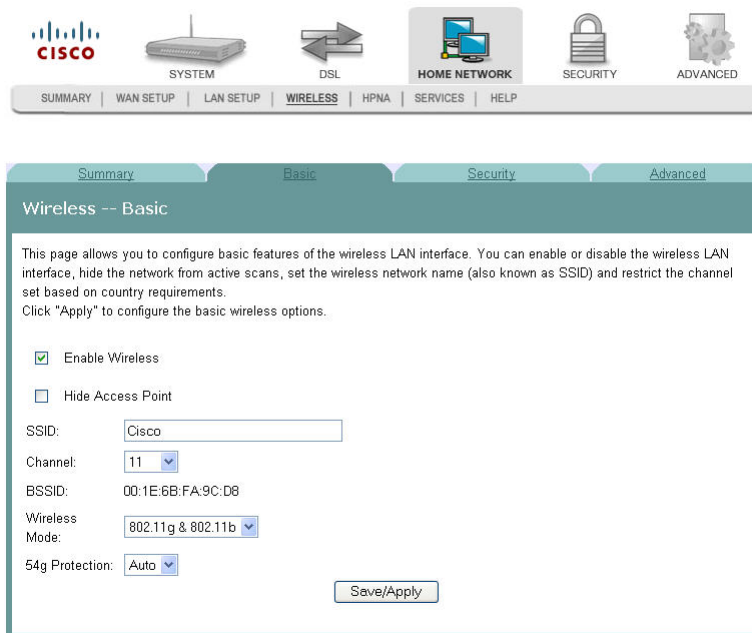 CISCO
SYSTEM
DSL
HOME NETWORK
SECURITY
ADVANCED
SUMMARY | WAN SETUP | LAN SETUP | WIRELESS | HPNA | SERVICES | HELP
Summary
Basic
Security
Advanced
Wireless -- Basic
This page allows you to configure basic features of the wireless LAN interface. You can enable or disable the wireless LAN
interface, hide the network from active scans, set the wireless network name (also known as SSID) and restrict the channel
set based on country requirements.
Click "Apply" to configure the basic wireless options.
Enable Wireless
Hide Access Point
SSID: Cisco
Channel: 11
BSSID: 00:1E:6B:FA:9C:D8
Wireless
Mode: 802.11g & 802.11b
54g Protection: Auto
Save/Apply